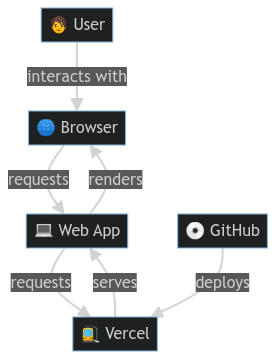 🧑 User
interacts with
🌐 Browser
requests
renders
💻 Web App
💿 GitHub
requests
serves
deploys
🚏 Vercel